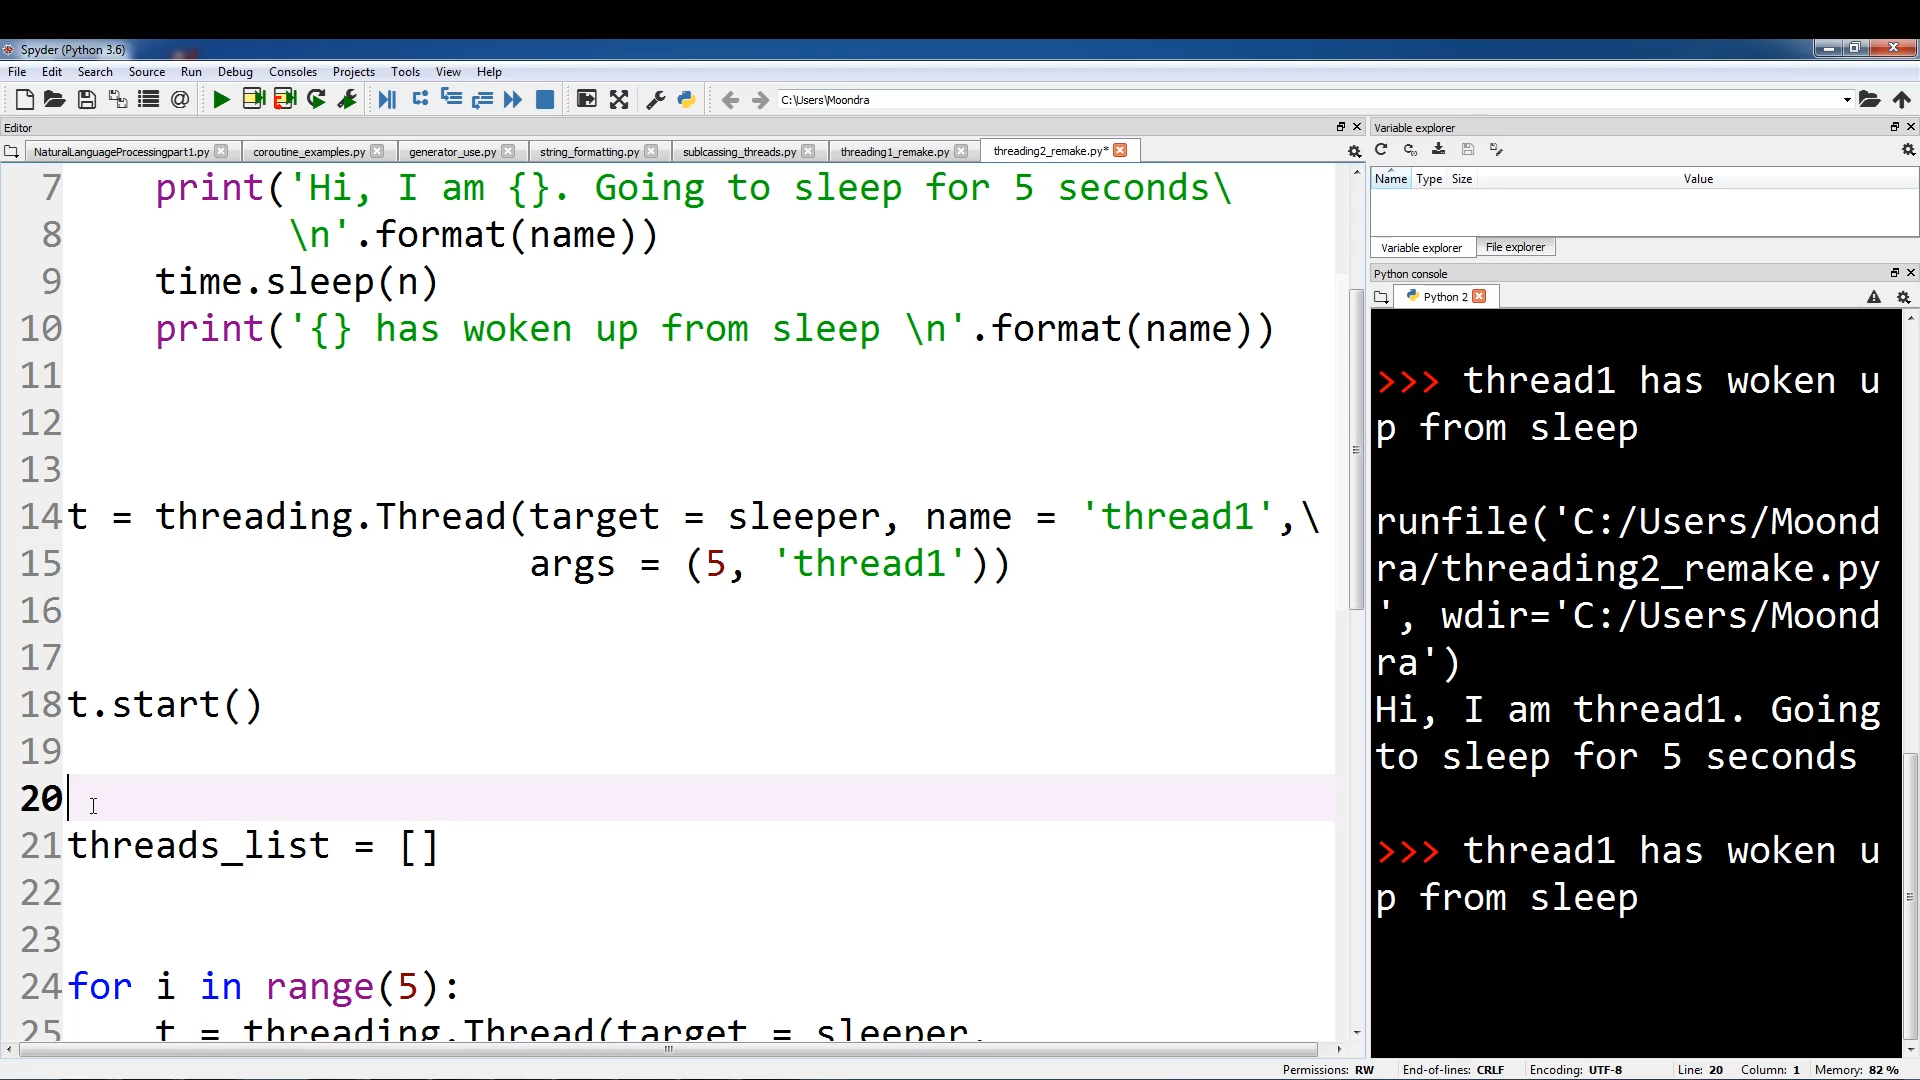 Spyder (Python 3.6)
File Edit Search Source Run Debug Consoles Projects Tools View Help
C:\Users\Moondra
Editor
NaturalLanguageProcessingpart1.py coroutine_examples.py generator_use.py string_formatting.py sublcassing_threads.py threading1_remake.py threading2_remake.py*
7 print('Hi, I am {}. Going to sleep for 5 seconds\
8 \n'.format(name))
9 time.sleep(n)
10 print('{} has woken up from sleep \n'.format(name))
11
12
13
14 t = threading.Thread(target = sleeper, name = 'thread1',\
15 args = (5, 'thread1'))
16
17
18 t.start()
19
20
21 threads_list = []
22
23
24 for i in range(5):
25 t = threading.Thread(target = sleeper,
Variable explorer
Name Type Size Value
Variable explorer File explorer
Python console
Python 2
>>> thread1 has woken u
p from sleep
runfile('C:/Users/Moond
ra/threading2_remake.py
', wdir='C:/Users/Moond
ra')
Hi, I am thread1. Going
to sleep for 5 seconds
>>> thread1 has woken u
p from sleep
Permissions: RW End-of-lines: CRLF Encoding: UTF-8 Line: 20 Column: 1 Memory: 82 %